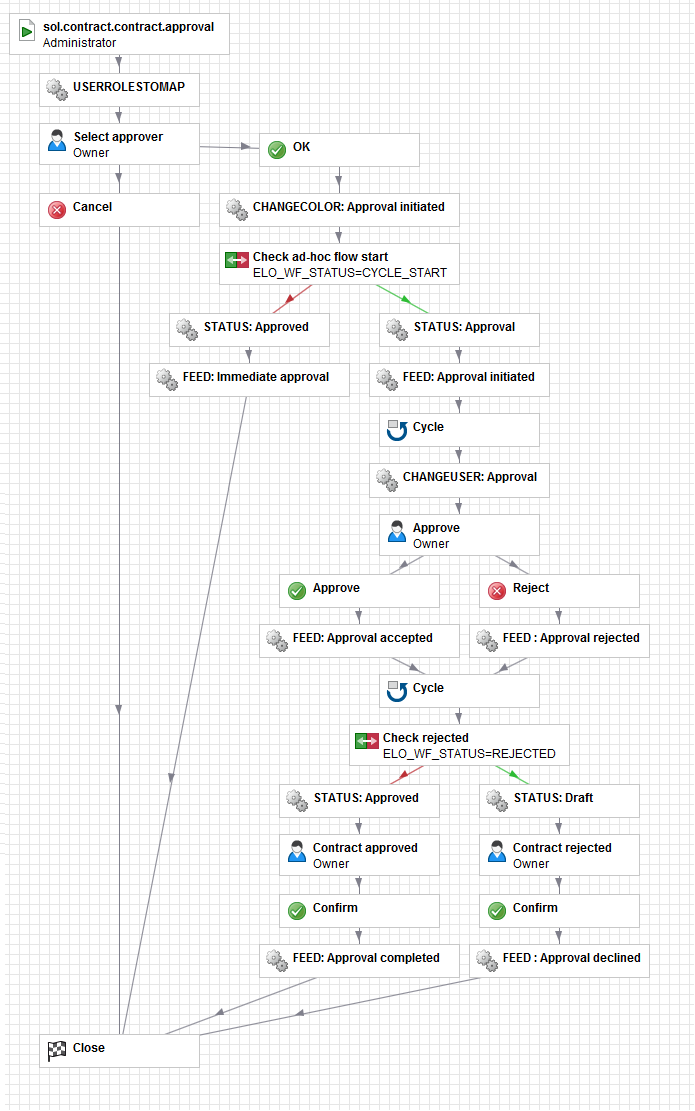 sol.contract.contract.approval
Administrator
USERROLESTOMAP
Select approver
Owner
OK
Cancel
CHANGECOLOR: Approval initiated
Check ad-hoc flow start
ELO_WF_STATUS=CYCLE_START
STATUS: Approved
STATUS: Approval
FEED: Immediate approval
FEED: Approval initiated
Cycle
CHANGEUSER: Approval
Approve
Owner
Approve
Reject
FEED: Approval accepted
FEED : Approval rejected
Cycle
Check rejected
ELO_WF_STATUS=REJECTED
STATUS: Approved
STATUS: Draft
Contract approved
Owner
Contract rejected
Owner
Confirm
Confirm
FEED: Approval completed
FEED : Approval declined
Close